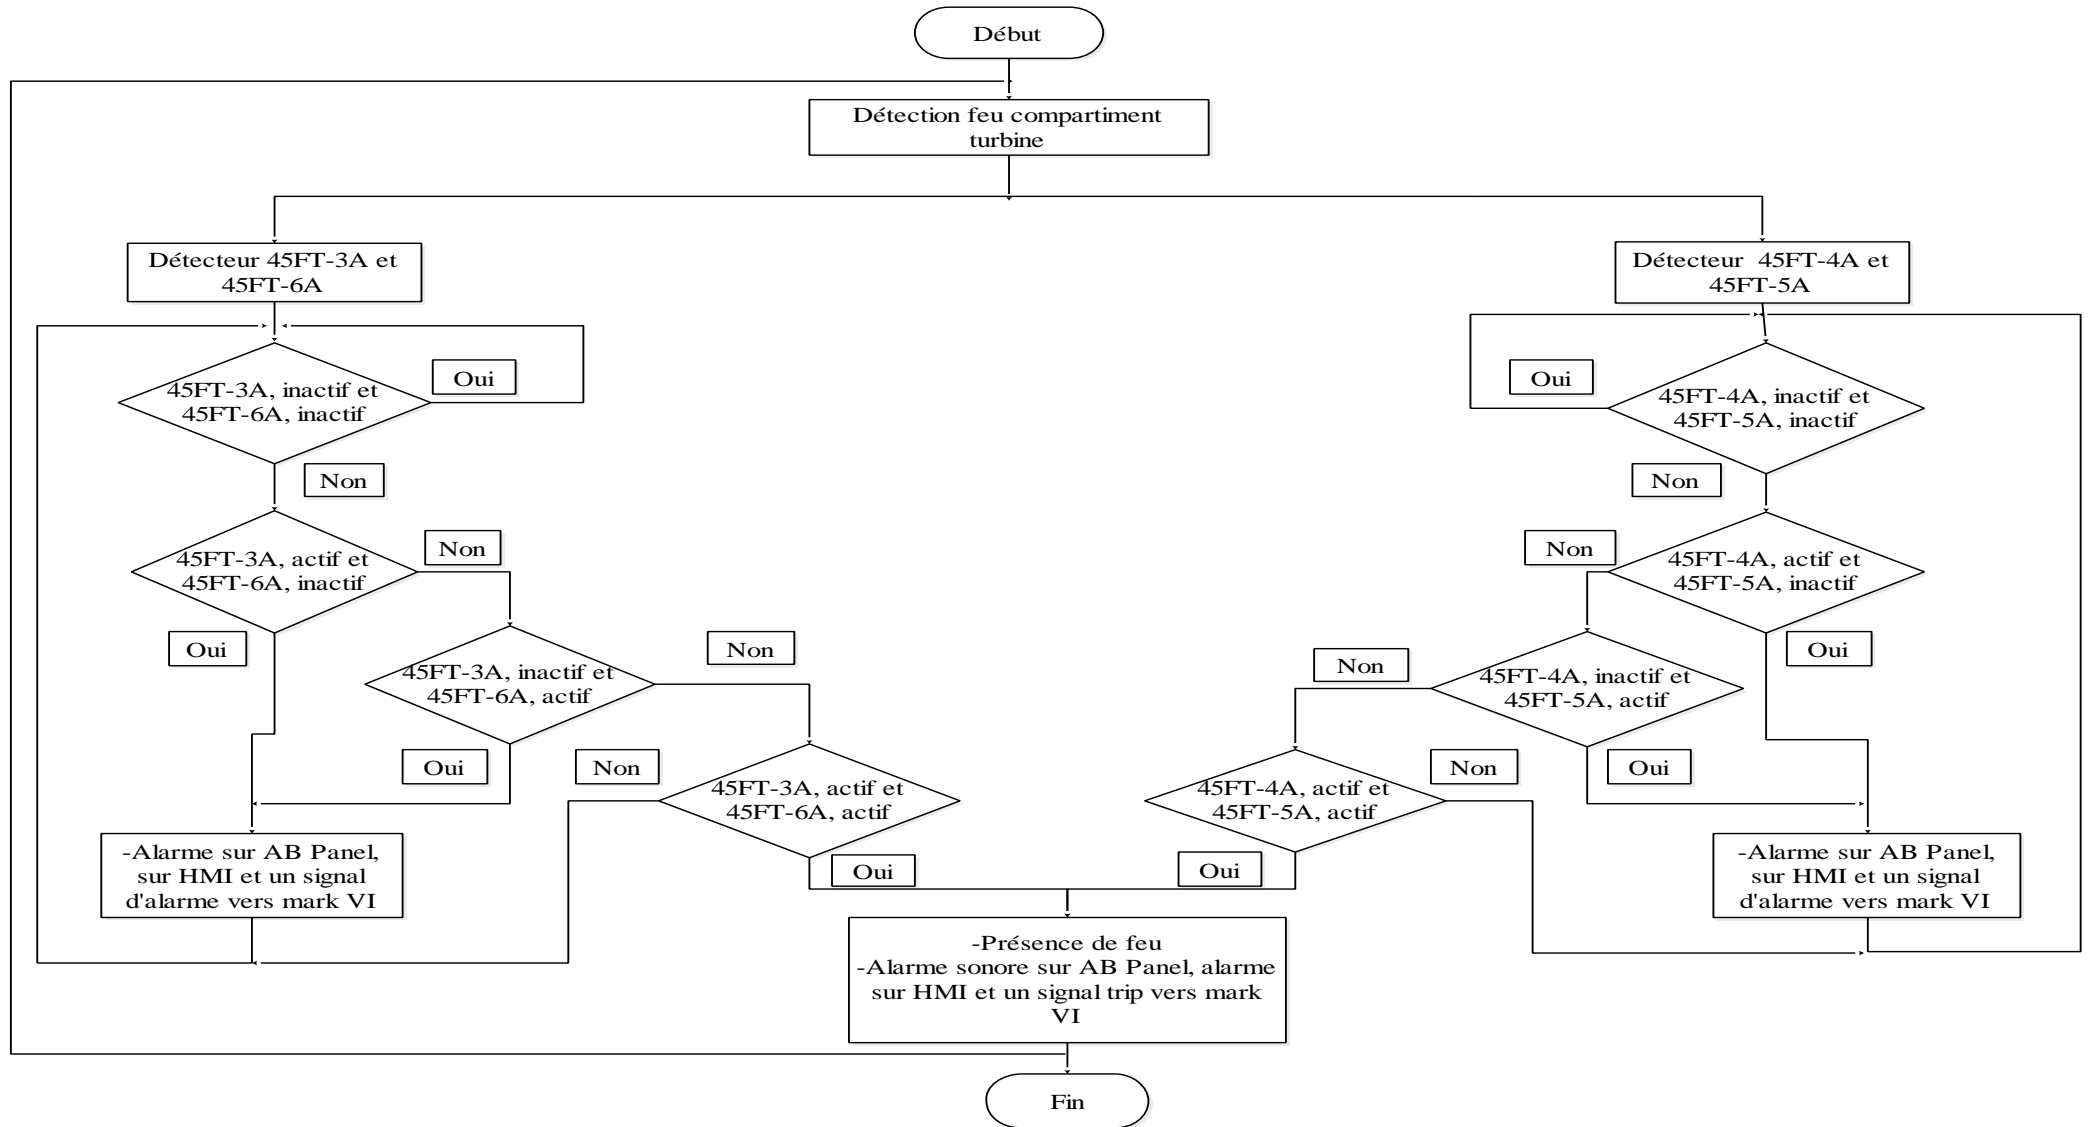 Début
Détection feu compartiment
turbine
Détecteur 45FT-3A et
45FT-6A
Détecteur  45FT-4A et
45FT-5A
45FT-3A, inactif et
45FT-6A, inactif
Oui
Oui
45FT-4A, inactif et
45FT-5A, inactif
Non
Non
45FT-3A, actif et
45FT-6A, inactif
Non
Non
45FT-4A, actif et
45FT-5A, inactif
Oui
Oui
45FT-3A, inactif et
45FT-6A, actif
Non
Non
45FT-4A, inactif et
45FT-5A, actif
Oui
Oui
Non
45FT-3A, actif et
45FT-6A, actif
45FT-4A, actif et
45FT-5A, actif
Non
Oui
Oui
-Alarme sur AB Panel,
sur HMI et un signal
d'alarme vers mark VI
-Alarme sur AB Panel,
sur HMI et un signal
d'alarme vers mark VI
-Présence de feu
-Alarme sonore sur AB Panel, alarme
sur HMI et un signal trip vers mark
VI
Fin